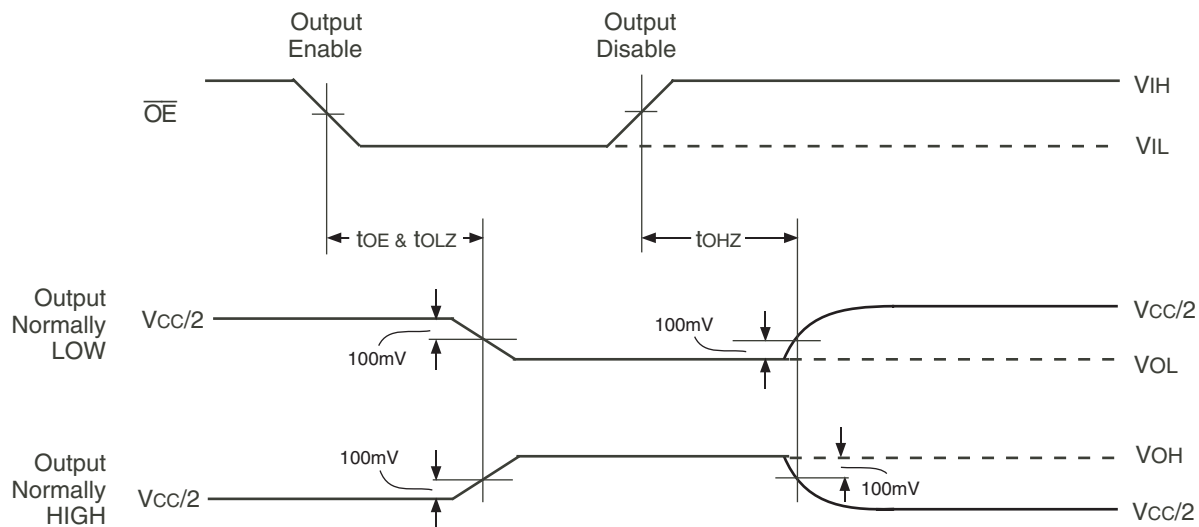 Output
Enable
Output
Disable
OE
VIH
VIL
tOE & tOLZ
tOHZ
Output
Normally
LOW
VCC/2
100mV
100mV
VCC/2
VOL
Output
Normally
HIGH
VCC/2
100mV
100mV
VOH
VCC/2